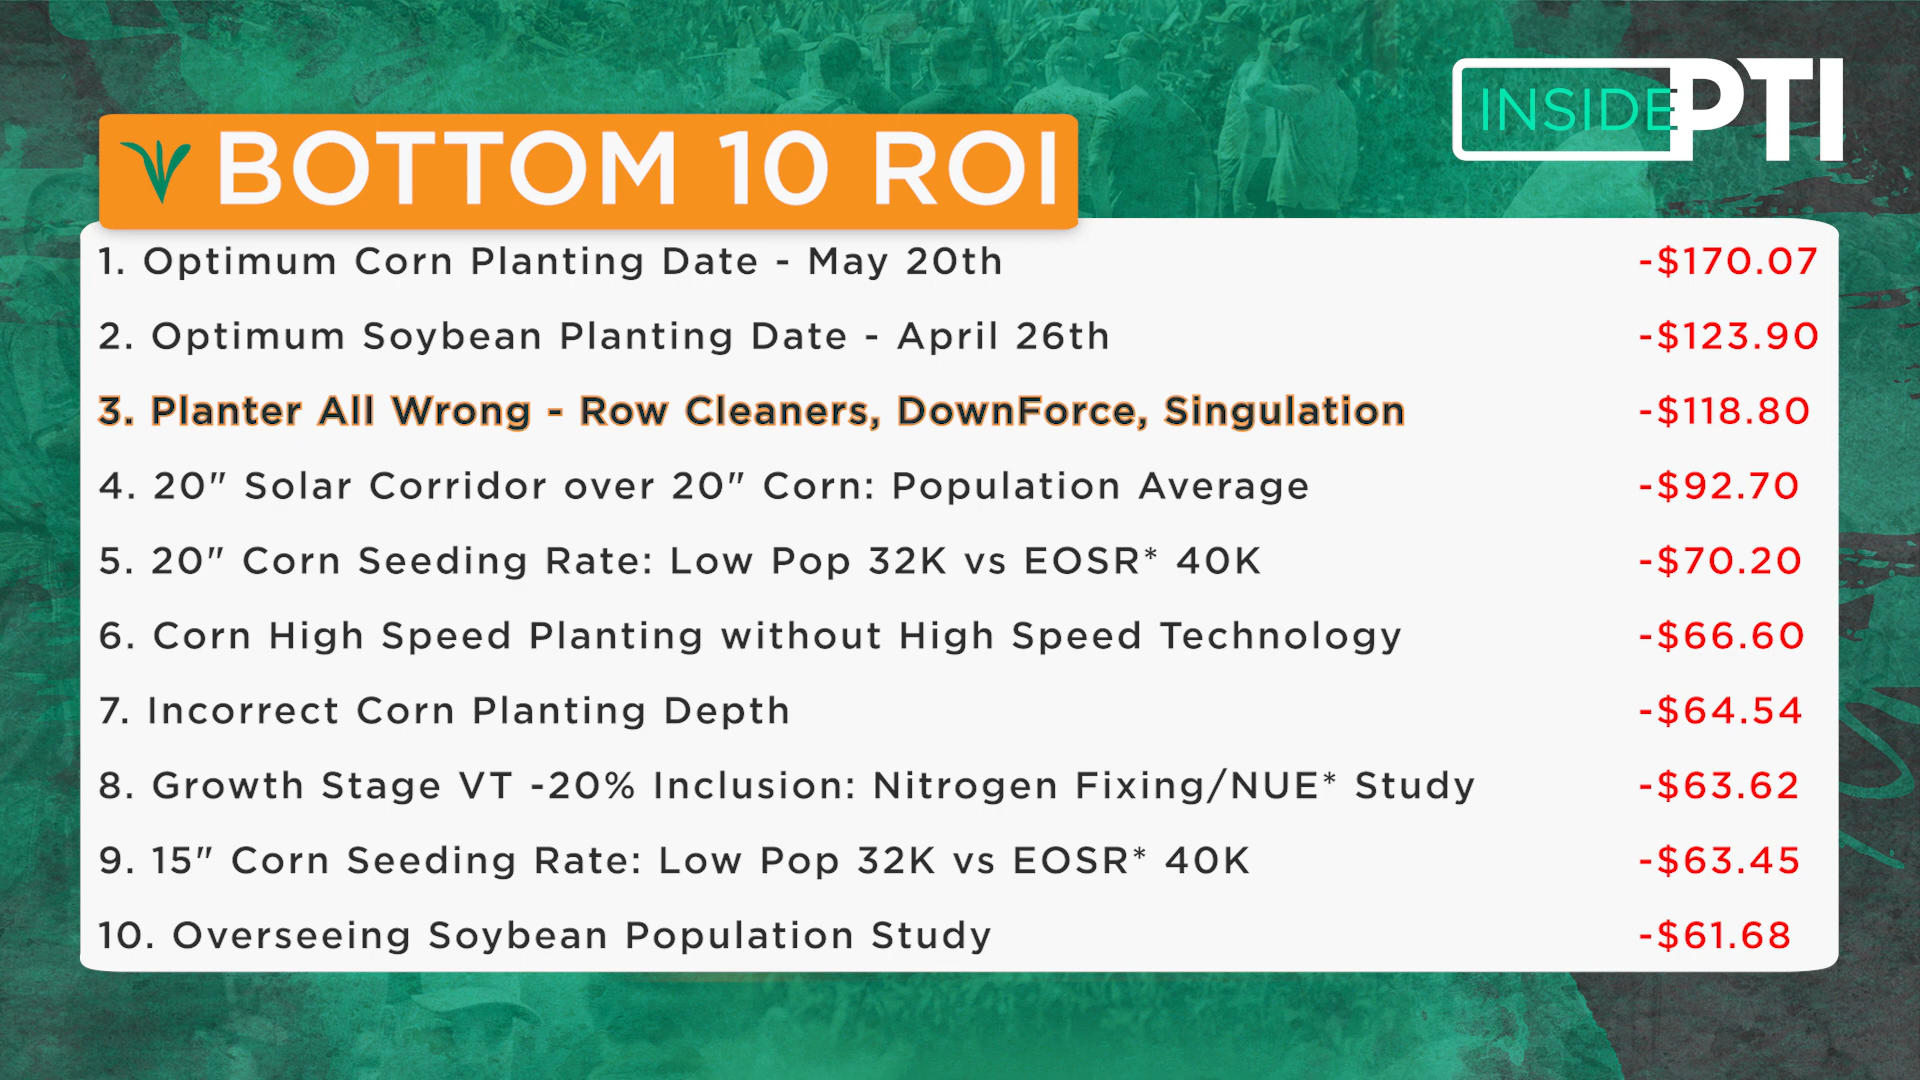 INSIDE PTI
BOTTOM 10 ROI
1. Optimum Corn Planting Date - May 20th -$170.07
2. Optimum Soybean Planting Date - April 26th -$123.90
3. Planter All Wrong - Row Cleaners, DownForce, Singulation -$118.80
4. 20" Solar Corridor over 20" Corn: Population Average -$92.70
5. 20" Corn Seeding Rate: Low Pop 32K vs EOSR* 40K -$70.20
6. Corn High Speed Planting without High Speed Technology -$66.60
7. Incorrect Corn Planting Depth -$64.54
8. Growth Stage VT -20% Inclusion: Nitrogen Fixing/NUE* Study -$63.62
9. 15" Corn Seeding Rate: Low Pop 32K vs EOSR* 40K -$63.45
10. Overseeing Soybean Population Study -$61.68